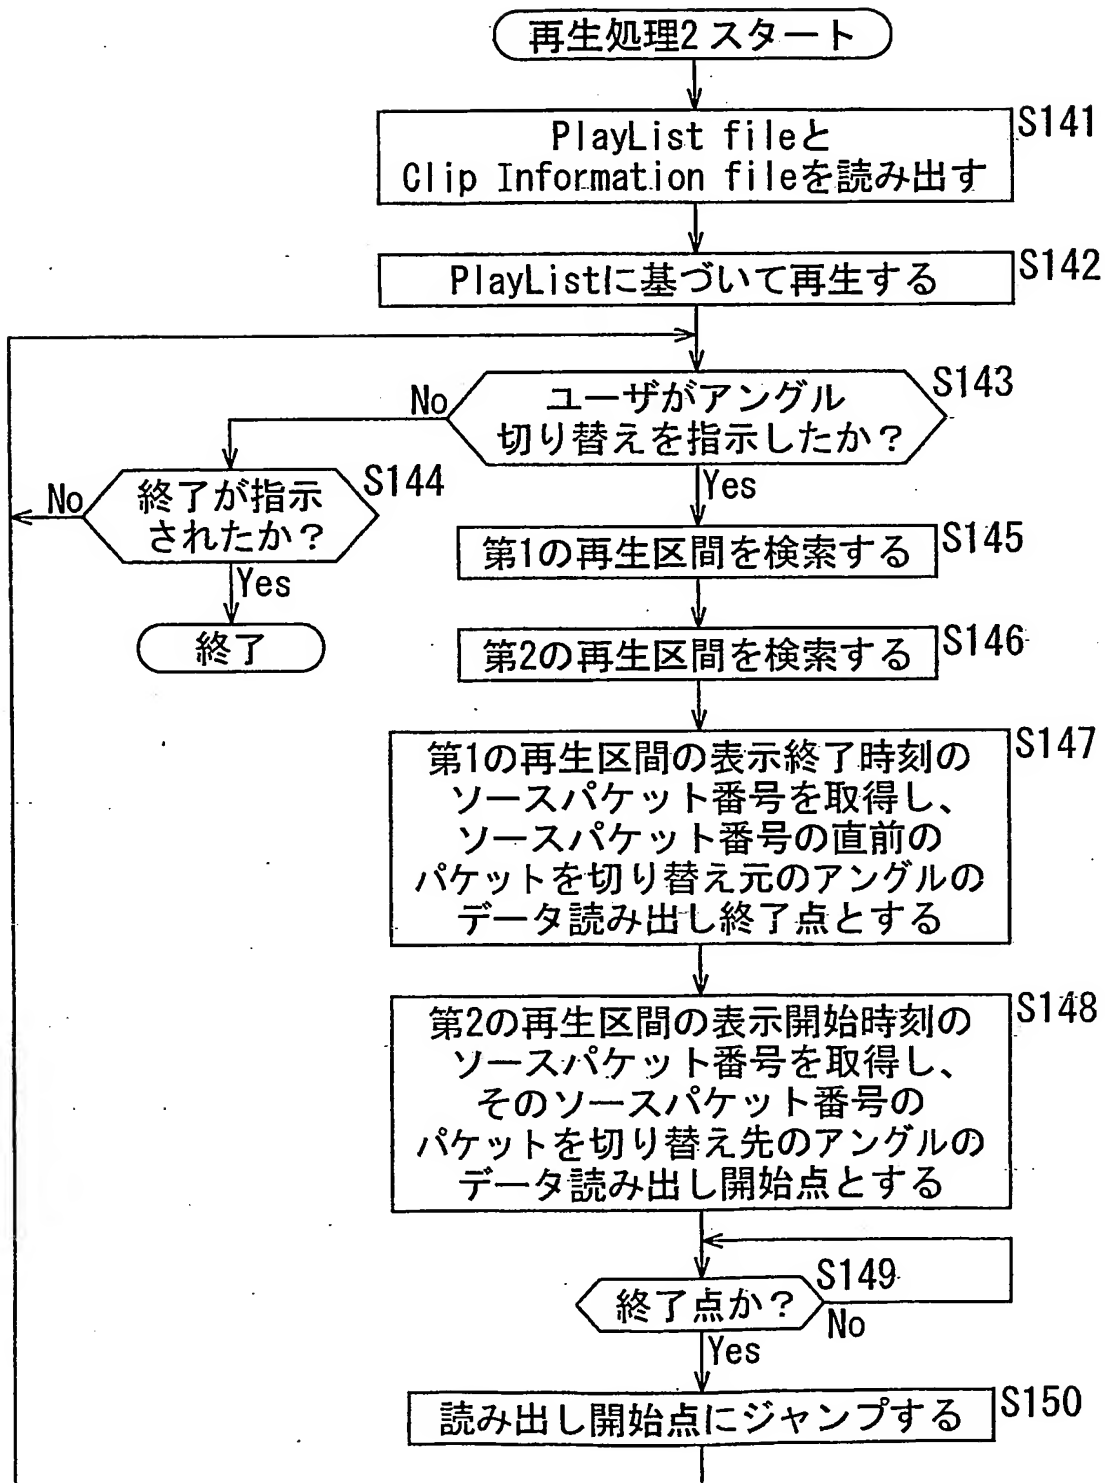 再生処理2 スタート
S141
PlayList fileと
Clip Information fileを読み出す
S142
PlayListに基づいて再生する
S143
ユーザがアングル
切り替えを指示したか?
No
Yes
S144
終了が指示
されたか?
No
Yes
終了
S145
第1の再生区間を検索する
S146
第2の再生区間を検索する
S147
第1の再生区間の表示終了時刻の
ソースパケット番号を取得し、
ソースパケット番号の直前の
パケットを切り替え元のアングルの
データ読み出し終了点とする
S148
第2の再生区間の表示開始時刻の
ソースパケット番号を取得し、
そのソースパケット番号の
パケットを切り替え先のアングルの
データ読み出し開始点とする
S149
終了点か?
No
Yes
S150
読み出し開始点にジャンプする